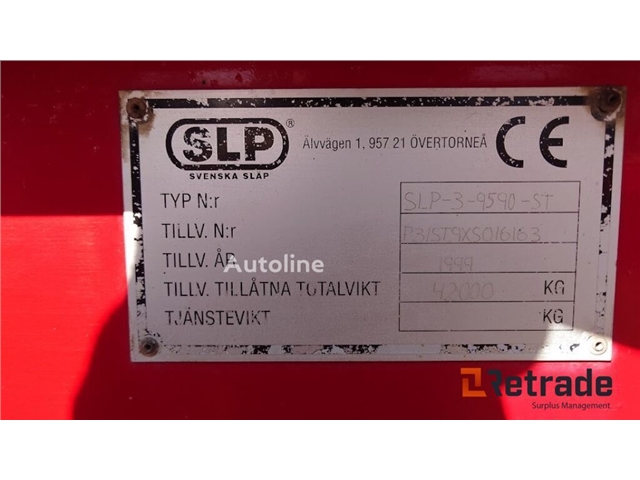 SLP®
SVENSKA SLÄP
Älvvägen 1, 957 21 ÖVERTORNEÅ
CE
TYP N:r SLP-3-9590-ST
TILLV. N:r
TILLV. ÅR 1999
TILLV. TILLÅTNA TOTALVIKT 42000 KG
TJÄNSTEVIKT KG
Autoline
Retrade
Surplus Management